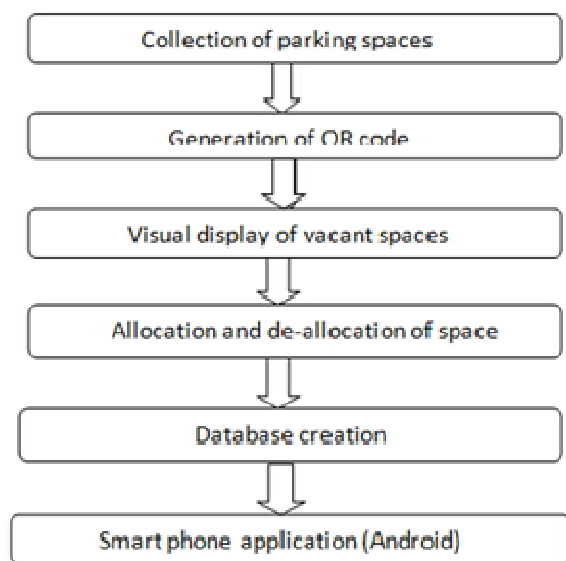 Collection of parking spaces
Generation of QR code
Visual display of vacant spaces
Allocation and de-allocation of space
Database creation
Smart phone application (Android)